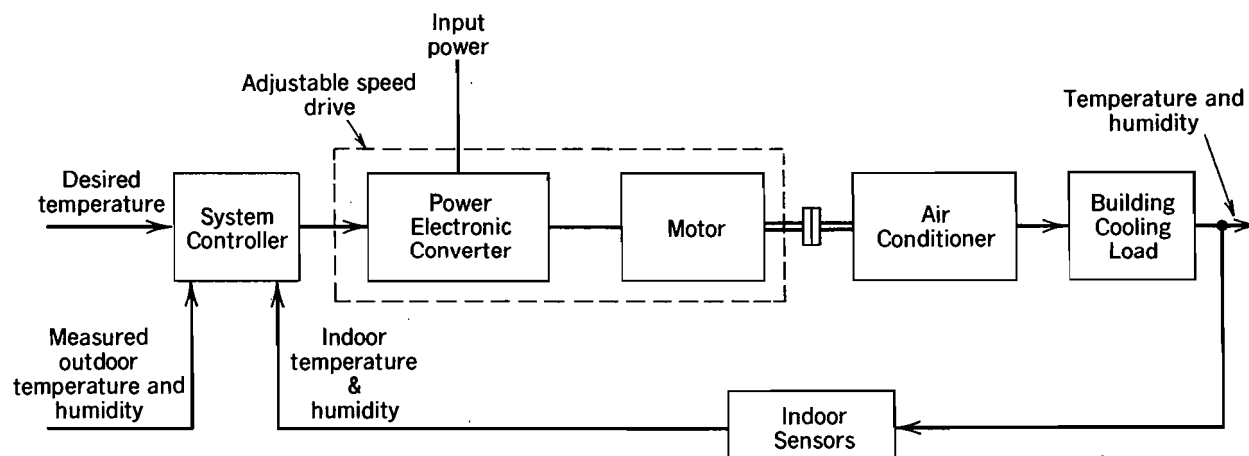 Input
power
Adjustable speed
drive
Temperature and
humidity
Desired
temperature
System
Controller
Power
Electronic
Converter
Motor
Air
Conditioner
Building
Cooling
Load
Measured
outdoor
temperature and
humidity
Indoor
temperature
&
humidity
Indoor
Sensors